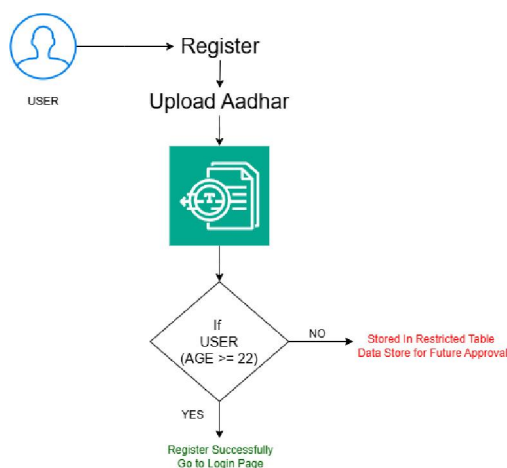 Register
USER
Upload Aadhar
T
If
USER
(AGE >= 22)
NO
Stored In Restricted Table
Data Store for Future Approval
YES
Register Successfully
Go to Login Page